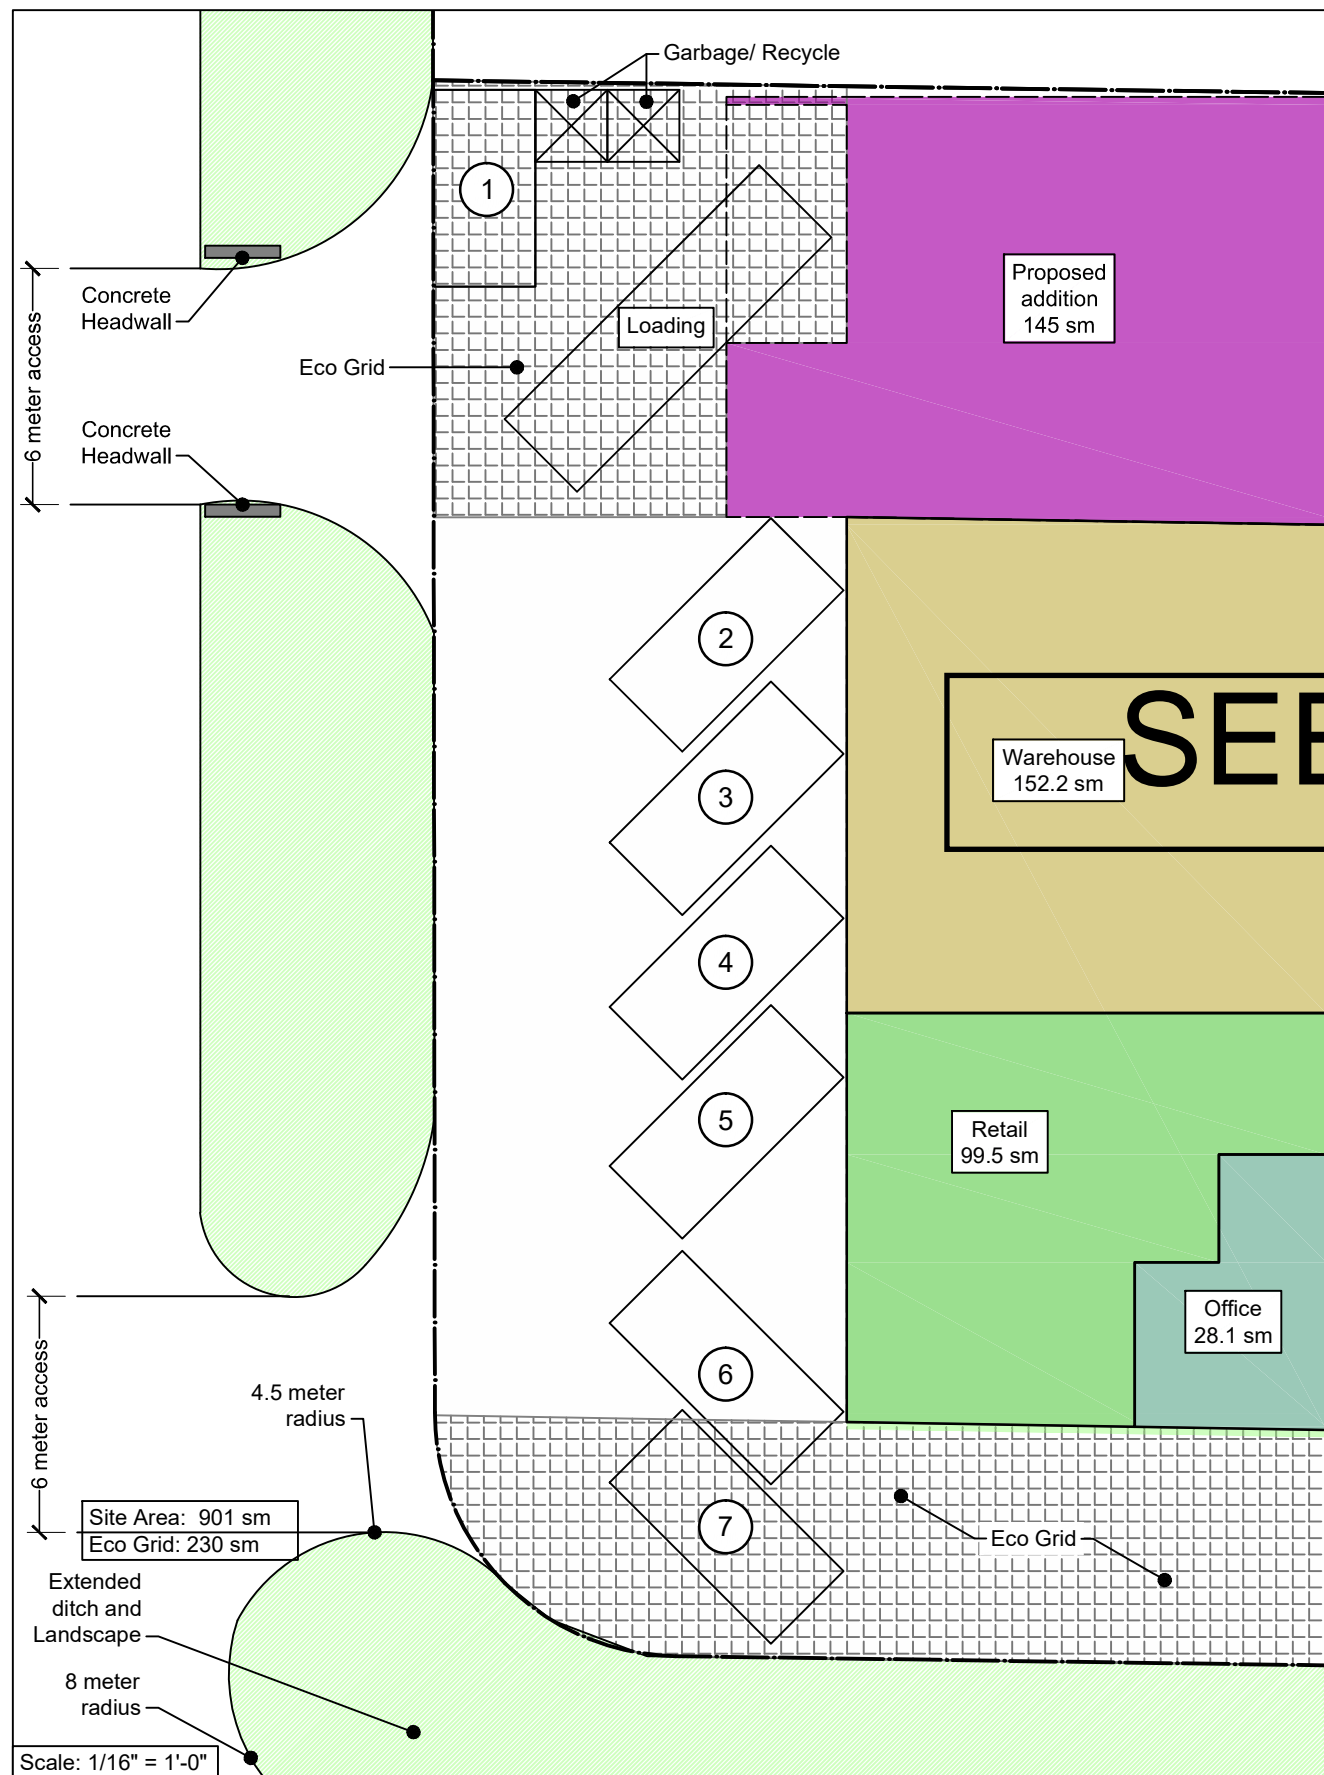 Garbage/ Recycle
1
Proposed
addition
145 sm
Concrete
Headwall
Loading
6 meter access
Eco Grid
Concrete
Headwall
2
SEE
Warehouse
152.2 sm
3
4
5
Retail
99.5 sm
Office
28.1 sm
6
6 meter access
4.5 meter
radius
Site Area: 901 sm
Eco Grid: 230 sm
7
Eco Grid
Extended
ditch and
Landscape
8 meter
radius
Scale: 1/16" = 1'-0"